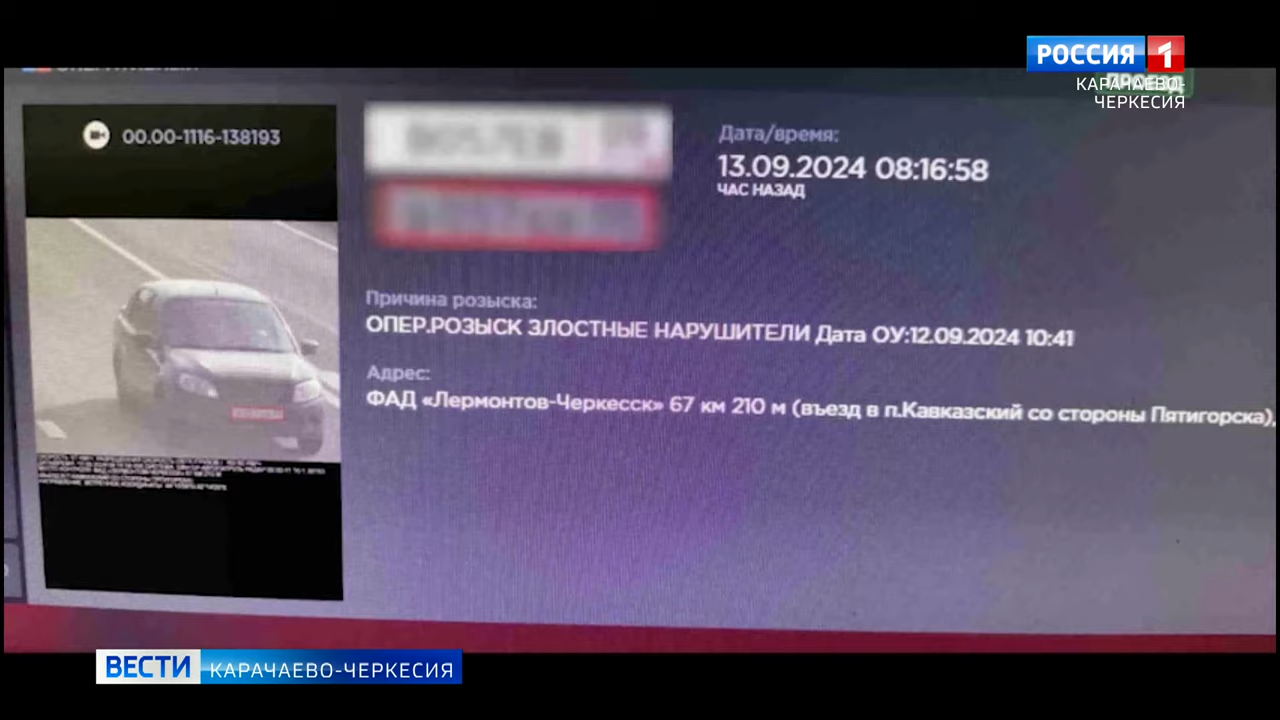 РОССИЯ 1
КАРАЧАЕВО-
ЧЕРКЕСИЯ
00.00-1116-138193
Дата/время:
13.09.2024 08:16:58
ЧАС НАЗАД
Причина розыска:
ОПЕР.РОЗЫСК ЗЛОСТНЫЕ НАРУШИТЕЛИ Дата ОУ:12.09.2024 10:41
Адрес:
ФАД «Лермонтов-Черкесск» 67 км 210 м (въезд в п.Кавказский со стороны Пятигорска),
ВЕСТИ КАРАЧАЕВО-ЧЕРКЕСИЯ